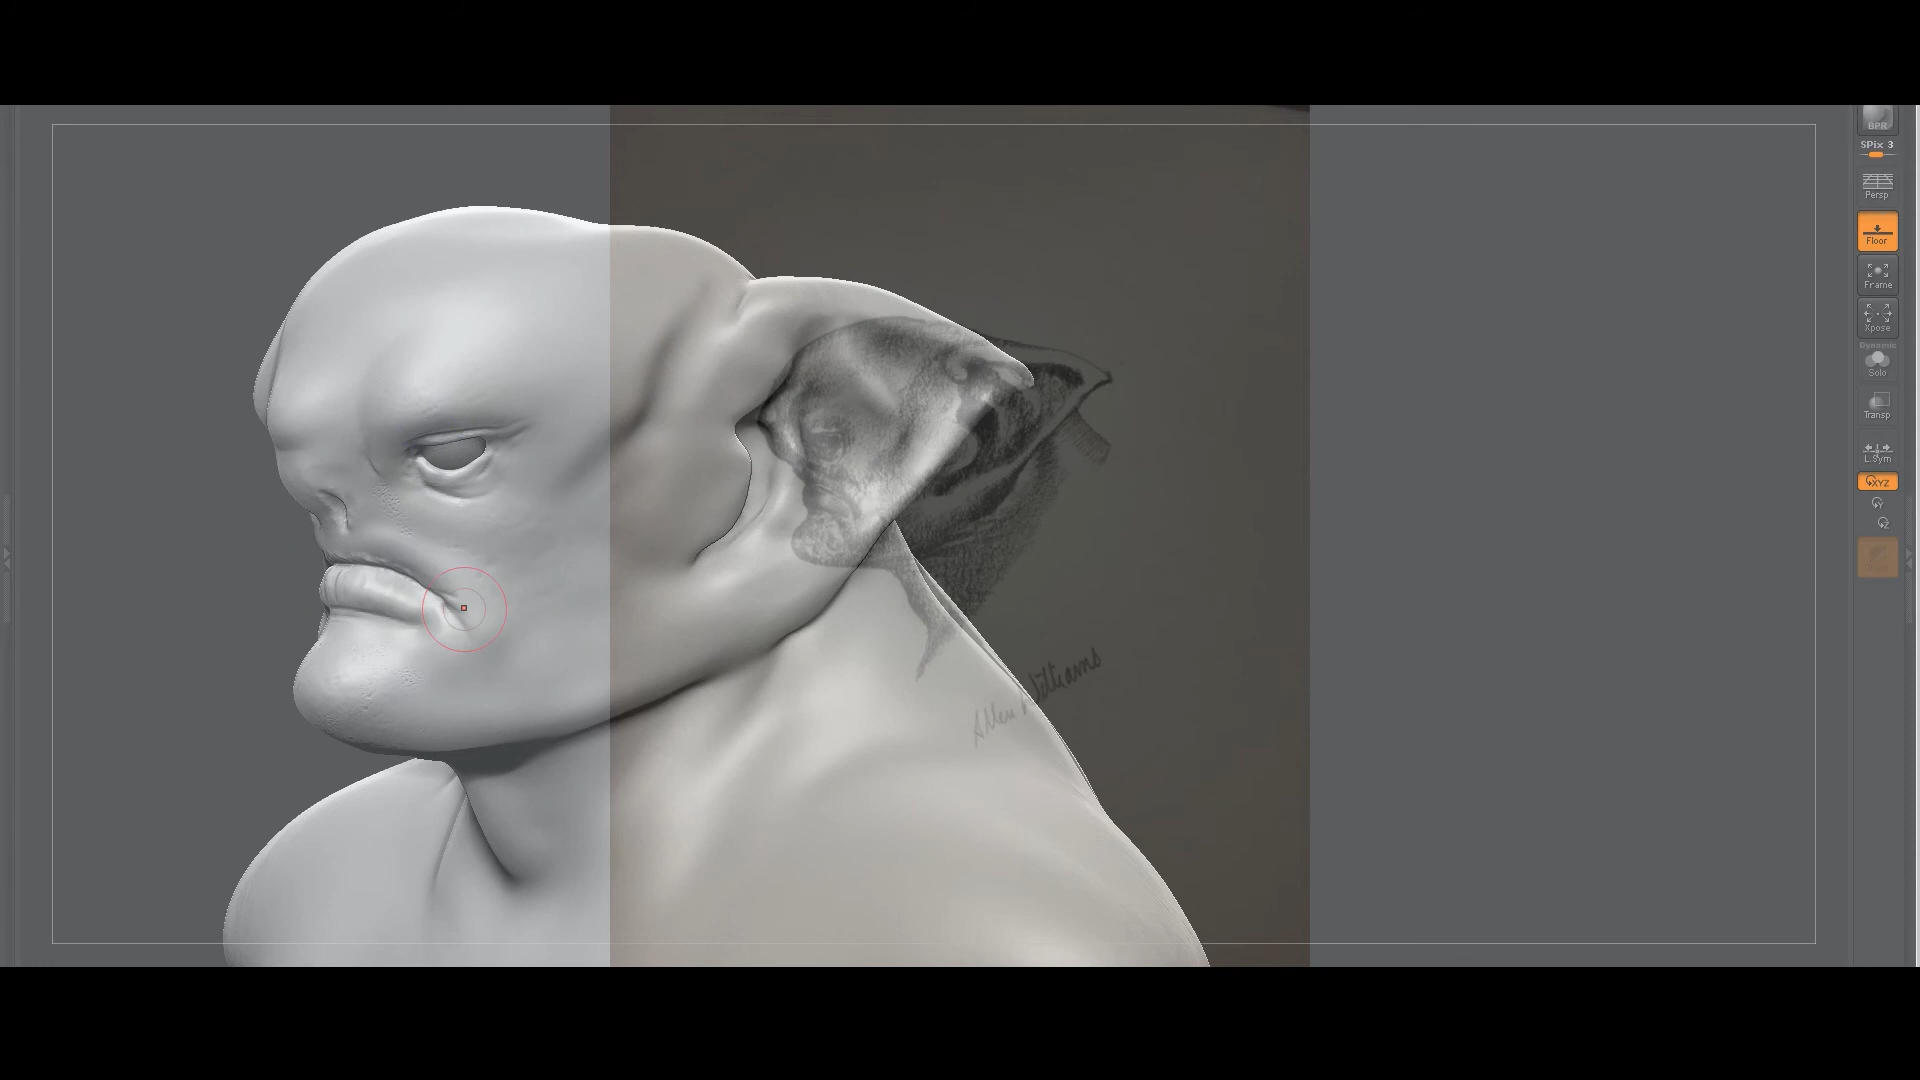 BPR
SPix 3
Persp
Floor
Frame
Xpose
Dynamic
Solo
Transp
L.Sym
XYZ
Y
Z
Allen Williams